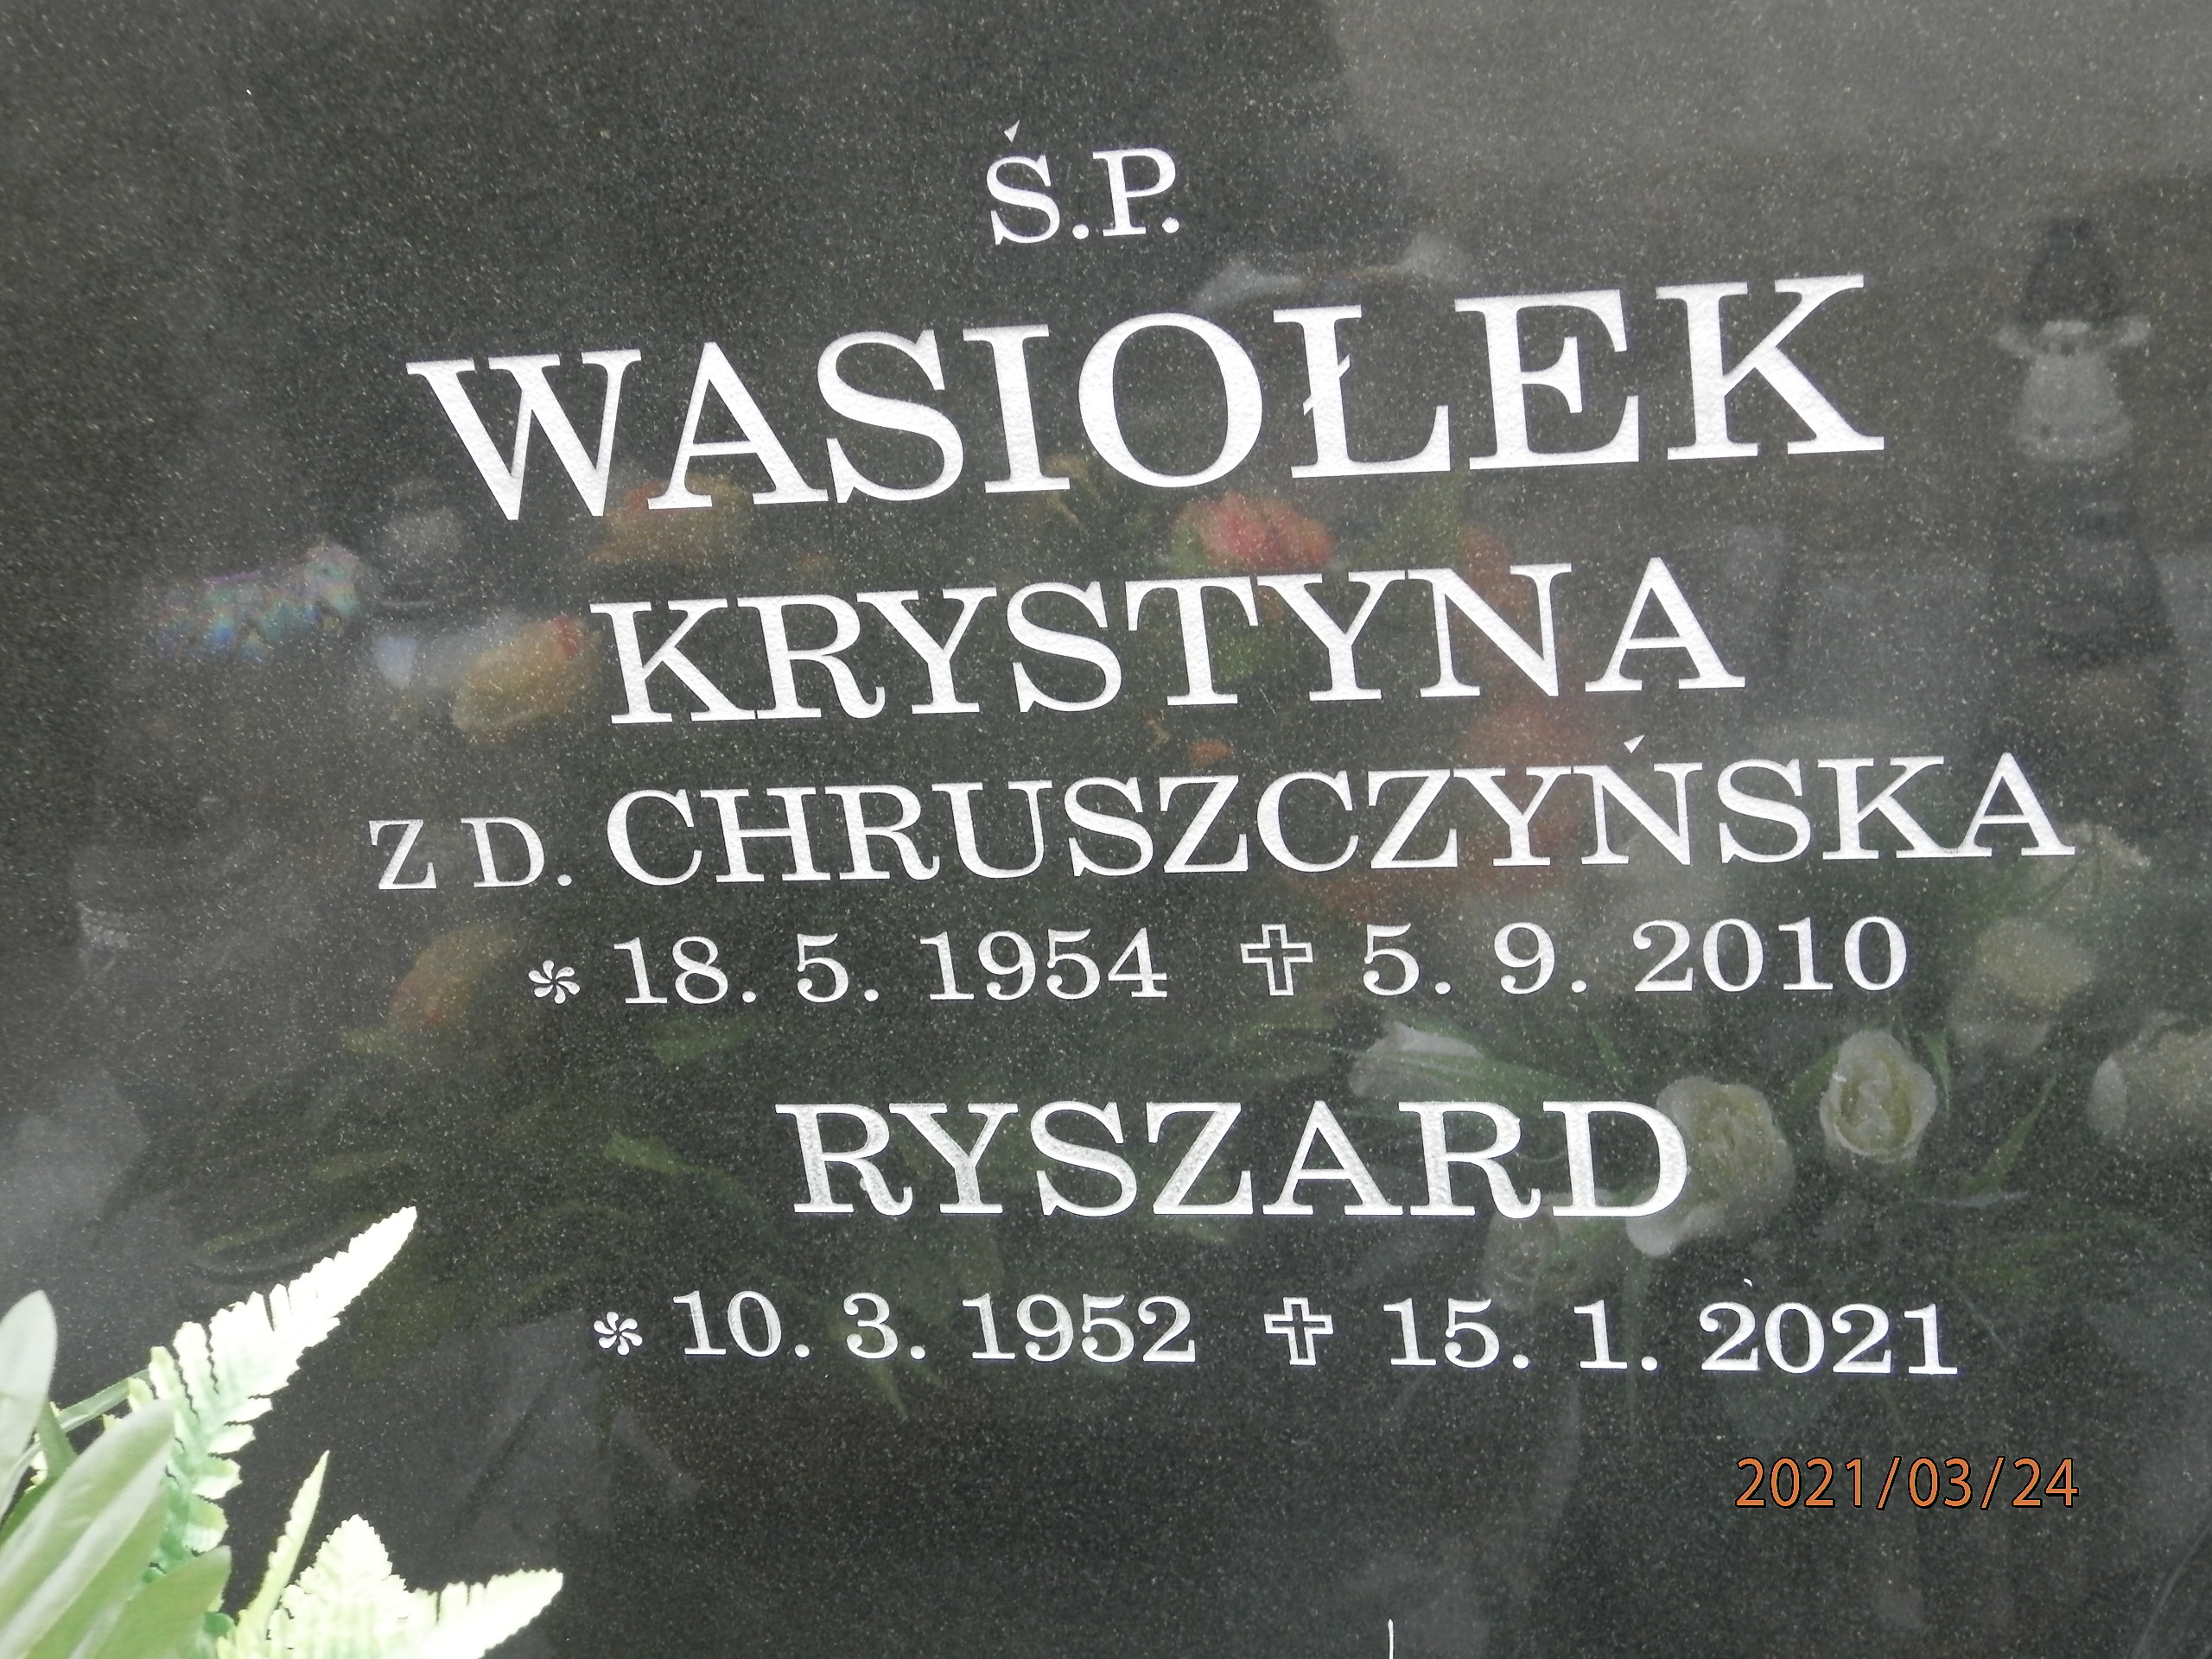 Ś.P.
WASIOŁEK
KRYSTYNA
Z D. CHRUSZCZYŃSKA
* 18. 5. 1954 ✝ 5. 9. 2010
RYSZARD
* 10. 3. 1952 ✝ 15. 1. 2021
2021/03/24